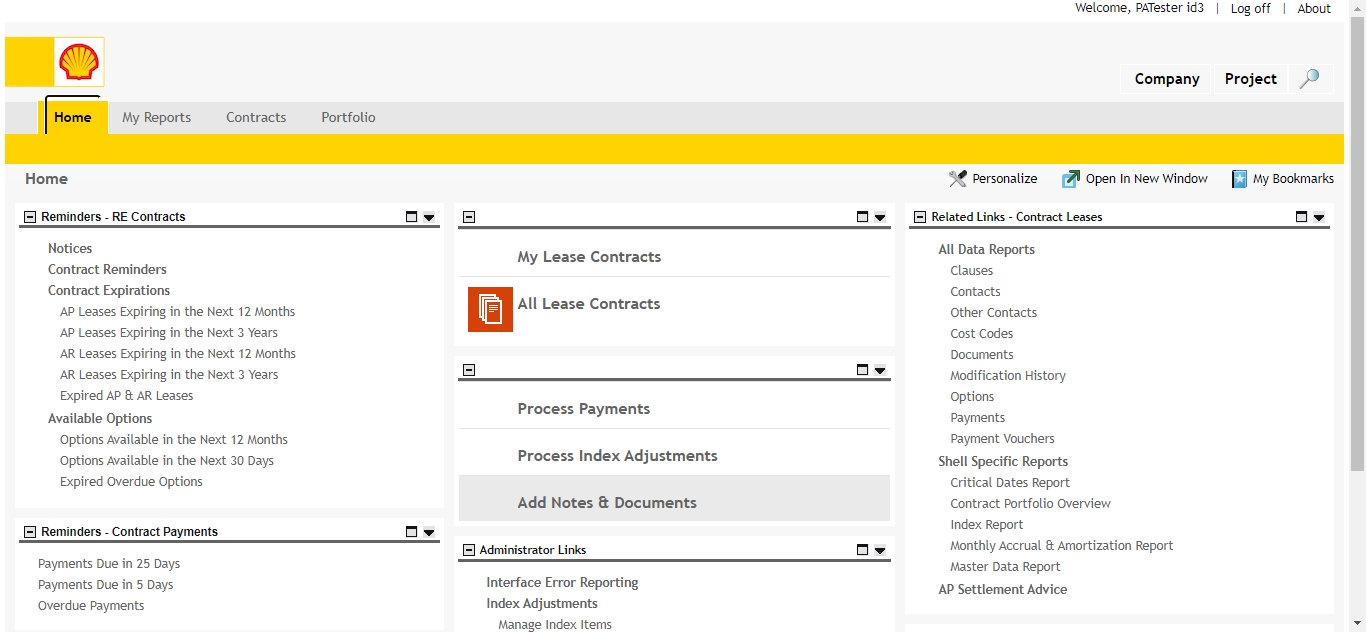 Welcome, PATester id3 | Log off | About
Company Project
Home My Reports Contracts Portfolio
Home
Personalize Open In New Window My Bookmarks
Reminders - RE Contracts
Notices
Contract Reminders
Contract Expirations
AP Leases Expiring in the Next 12 Months
AP Leases Expiring in the Next 3 Years
AR Leases Expiring in the Next 12 Months
AR Leases Expiring in the Next 3 Years
Expired AP & AR Leases
Available Options
Options Available in the Next 12 Months
Options Available in the Next 30 Days
Expired Overdue Options
Reminders - Contract Payments
Payments Due in 25 Days
Payments Due in 5 Days
Overdue Payments
My Lease Contracts
All Lease Contracts
Process Payments
Process Index Adjustments
Add Notes & Documents
Administrator Links
Interface Error Reporting
Index Adjustments
Manage Index Items
Related Links - Contract Leases
All Data Reports
Clauses
Contacts
Other Contacts
Cost Codes
Documents
Modification History
Options
Payments
Payment Vouchers
Shell Specific Reports
Critical Dates Report
Contract Portfolio Overview
Index Report
Monthly Accrual & Amortization Report
Master Data Report
AP Settlement Advice